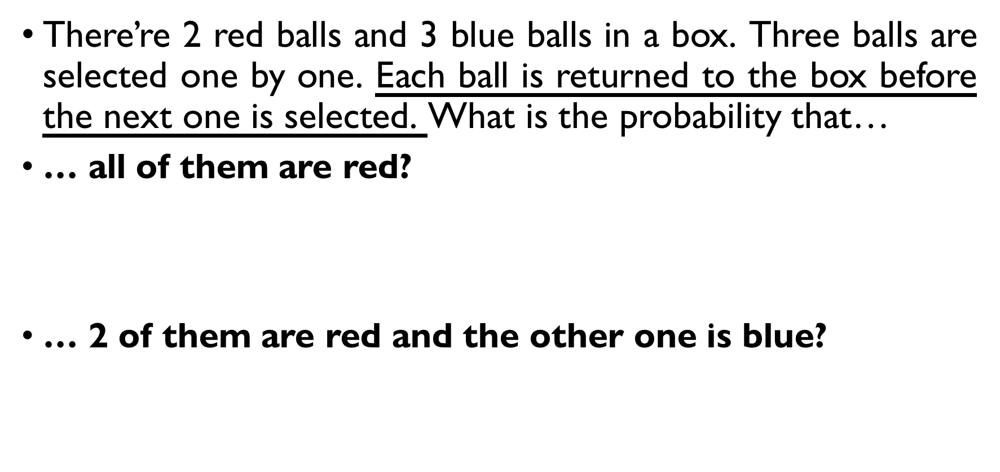 • There’re 2 red balls and 3 blue balls in a box. Three balls are
selected one by one. Each ball is returned to the box before
the next one is selected. What is the probability that…
• … all of them are red?
• … 2 of them are red and the other one is blue?